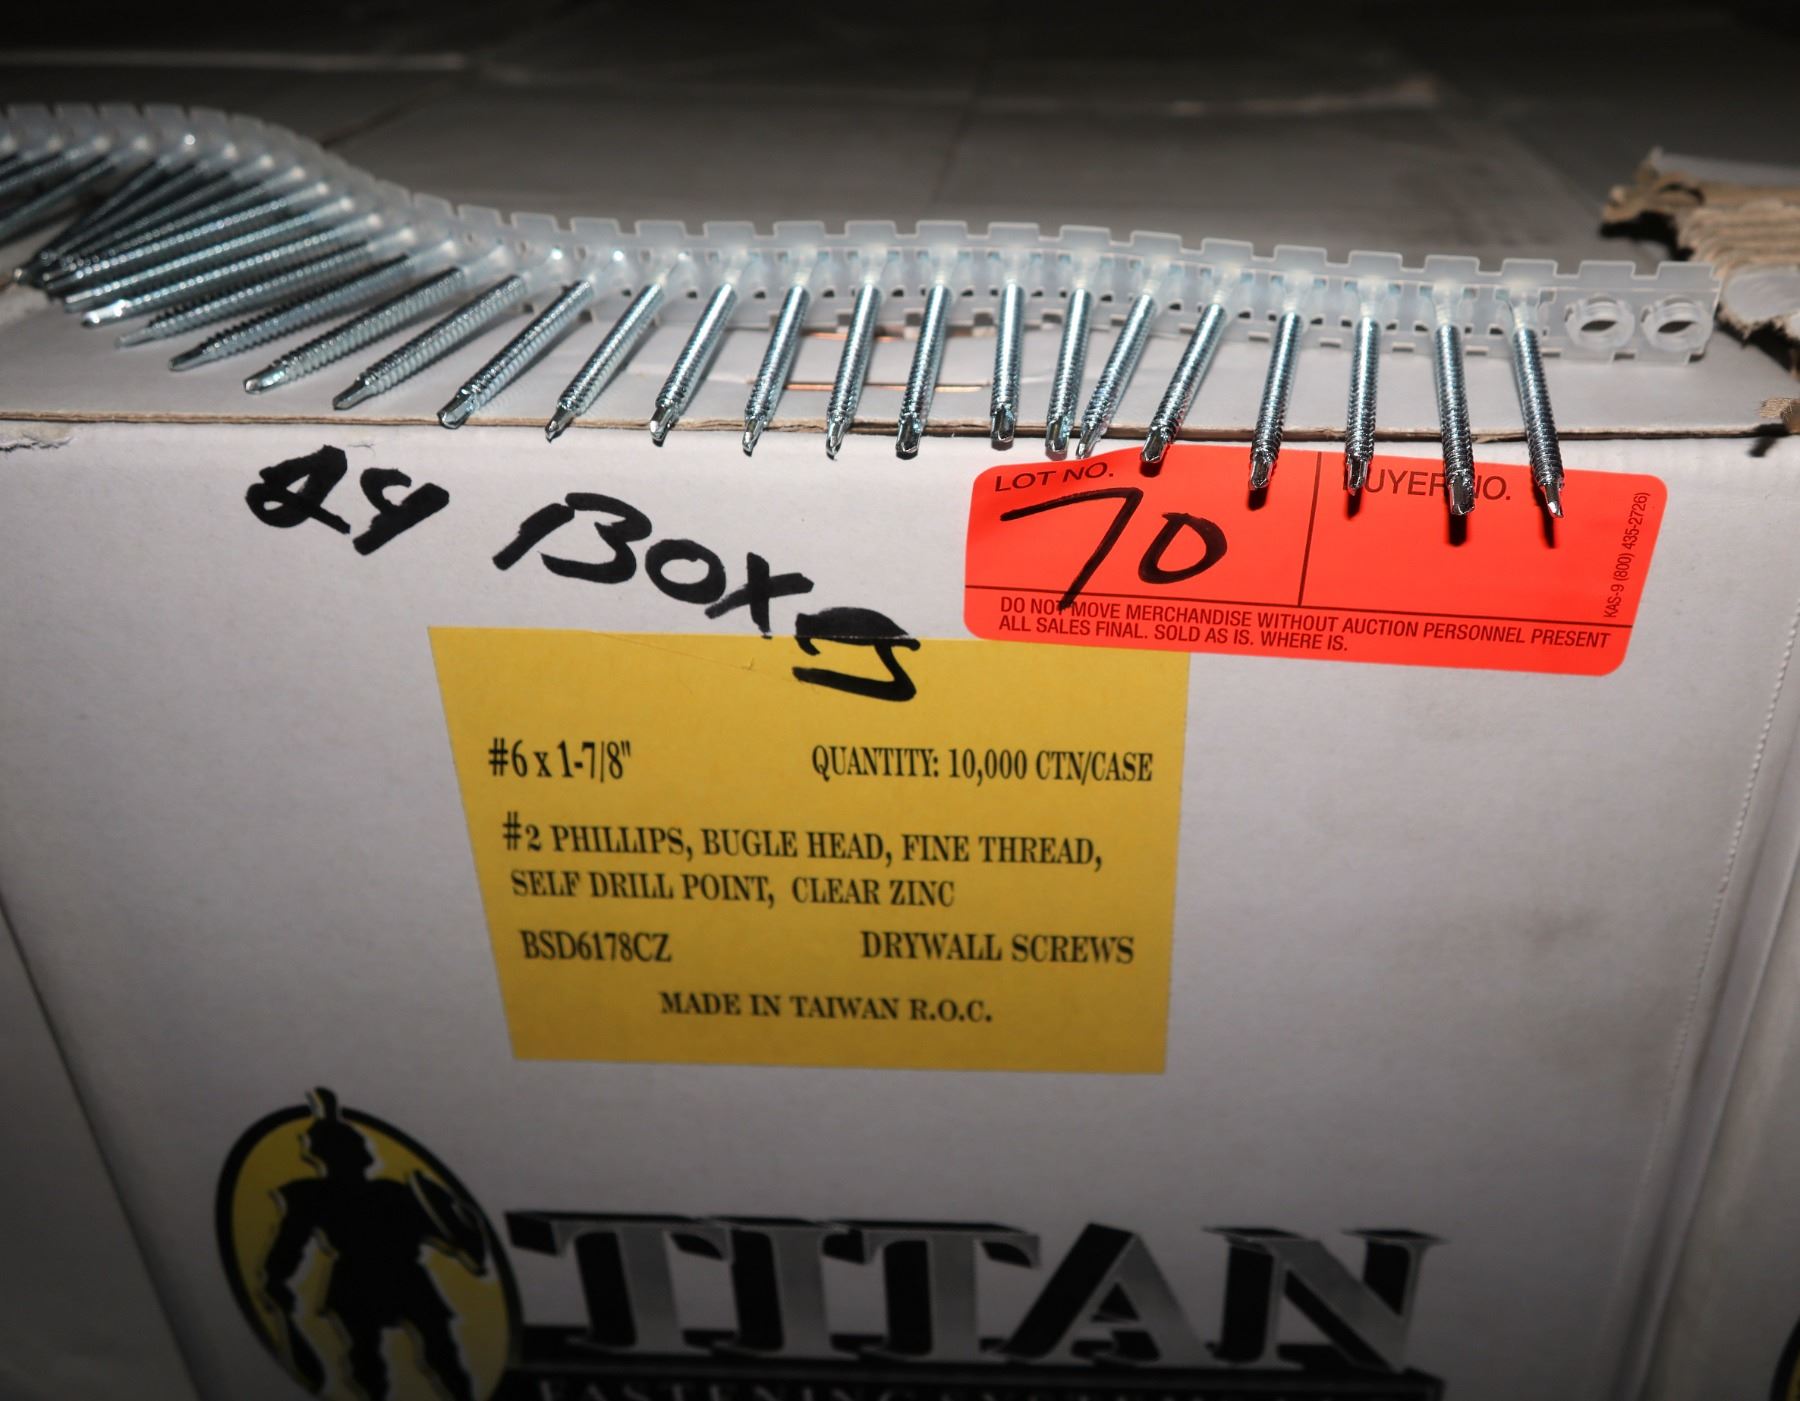 24 BOXES
LOT NO.
70
BUYER NO.
KAS-9 (800) 435-2726)
DO NOT MOVE MERCHANDISE WITHOUT AUCTION PERSONNEL PRESENT
ALL SALES FINAL. SOLD AS IS. WHERE IS.
#6 x 1-7/8" QUANTITY: 10,000 CTN/CASE
#2 PHILLIPS, BUGLE HEAD, FINE THREAD,
SELF DRILL POINT, CLEAR ZINC
BSD6178CZ DRYWALL SCREWS
MADE IN TAIWAN R.O.C.
TITAN
FASTENING